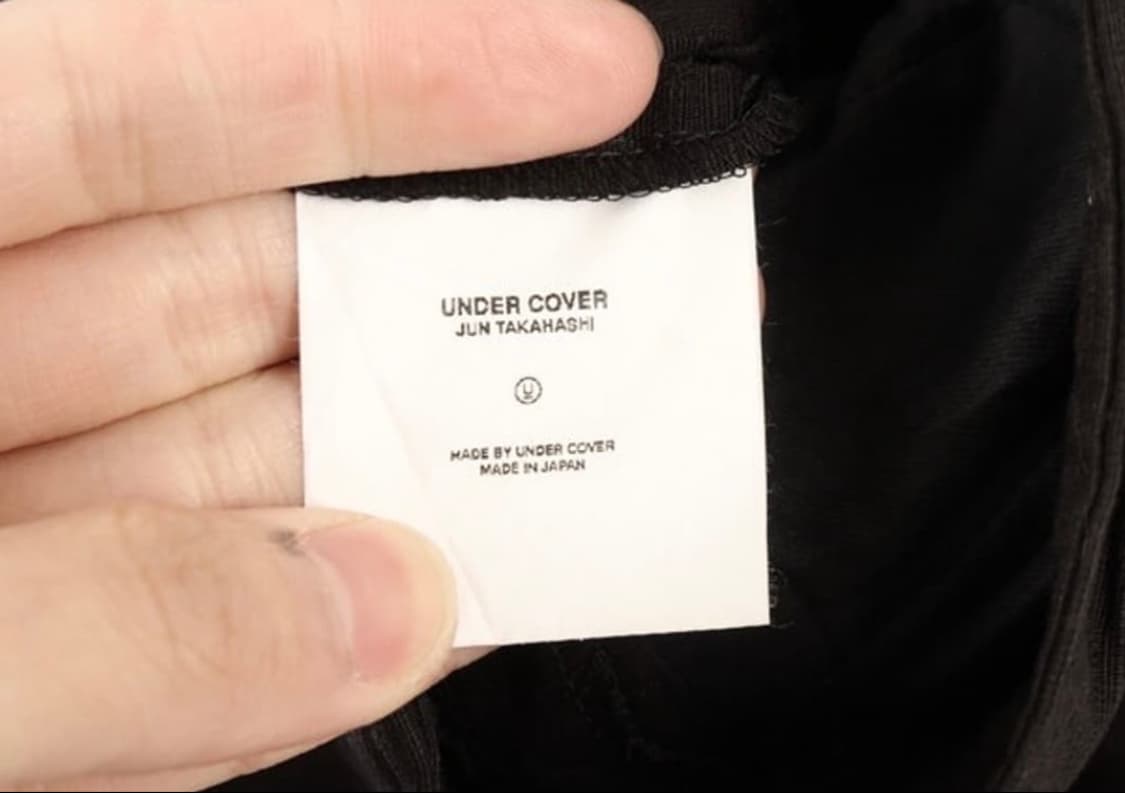 UNDER COVER
JUN TAKAHASHI
U
MADE BY UNDER COVER
MADE IN JAPAN